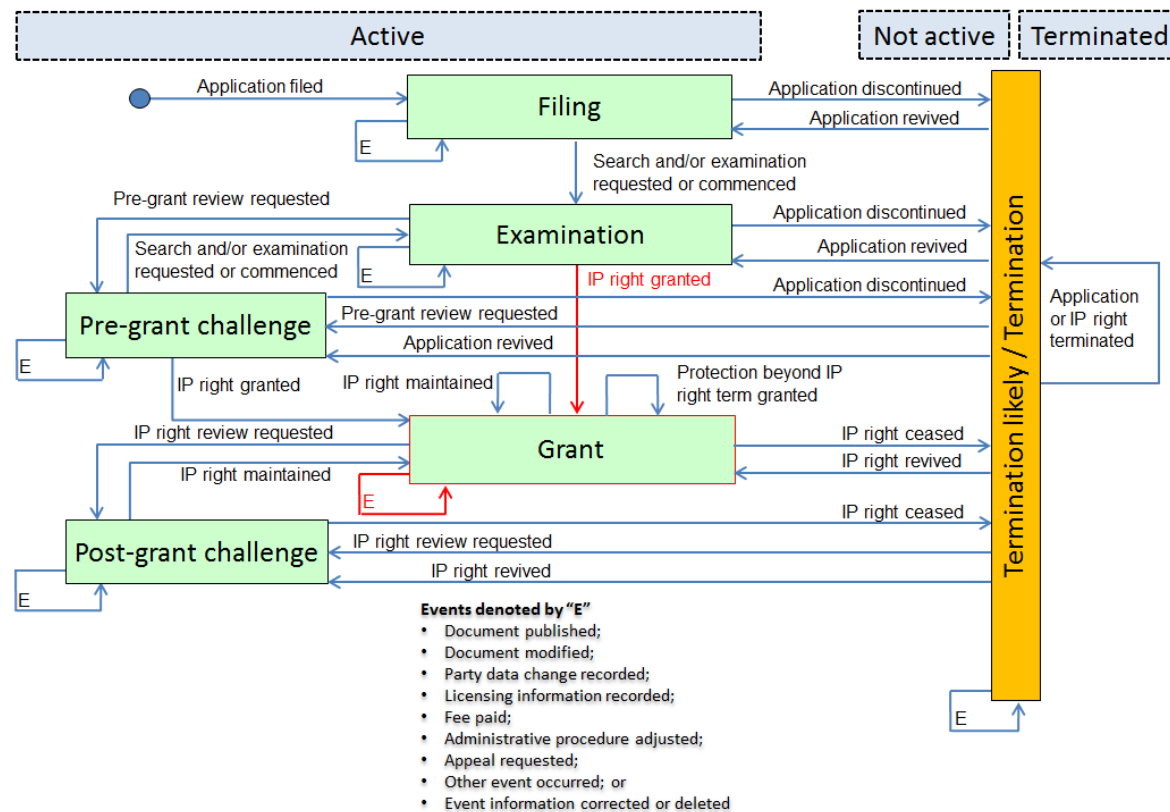 Active
Not active
Terminated
Application filed
Filing
Application discontinued
Application revived
E
Search and/or examination
requested or commenced
Pre-grant review requested
Examination
Application discontinued
Search and/or examination
requested or commenced
Application revived
E
IP right granted
Application discontinued
Application
or IP right
terminated
Pre-grant challenge
Pre-grant review requested
Application revived
E
IP right granted
IP right maintained
Protection beyond IP
right term granted
IP right review requested
Grant
IP right ceased
IP right maintained
IP right revived
E
IP right ceased
Post-grant challenge
IP right review requested
IP right revived
E
Termination likely / Termination
E
Events denoted by “E”
• Document published;
• Document modified;
• Party data change recorded;
• Licensing information recorded;
• Fee paid;
• Administrative procedure adjusted;
• Appeal requested;
• Other event occurred; or
• Event information corrected or deleted